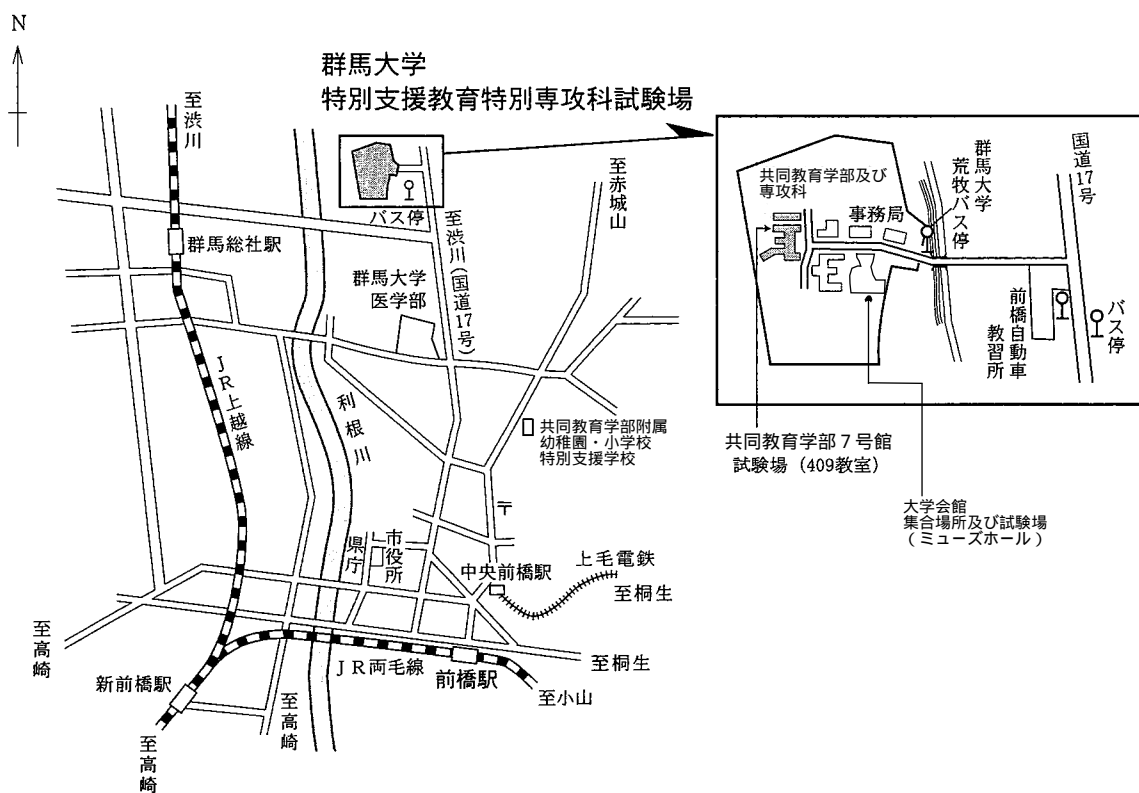 N
群馬大学
特別支援教育特別専攻科試験場
至渋川
バス停
至渋川(国道17号)
至赤城山
群馬総社駅
群馬大学
医学部
JR上越線
利根川
共同教育学部附属
幼稚園・小学校
特別支援学校
〒
県庁
市役所
中央前橋駅
上毛電鉄
至桐生
至高崎
新前橋駅
JR両毛線
前橋駅
至桐生
至小山
至高崎
至高崎
共同教育学部及び
専攻科
事務局
群馬大学
荒牧バス停
国道17号
前橋自動車
教習所
バス停
共同教育学部7号館
試験場(409教室)
大学会館
集合場所及び試験場
(ミューズホール)